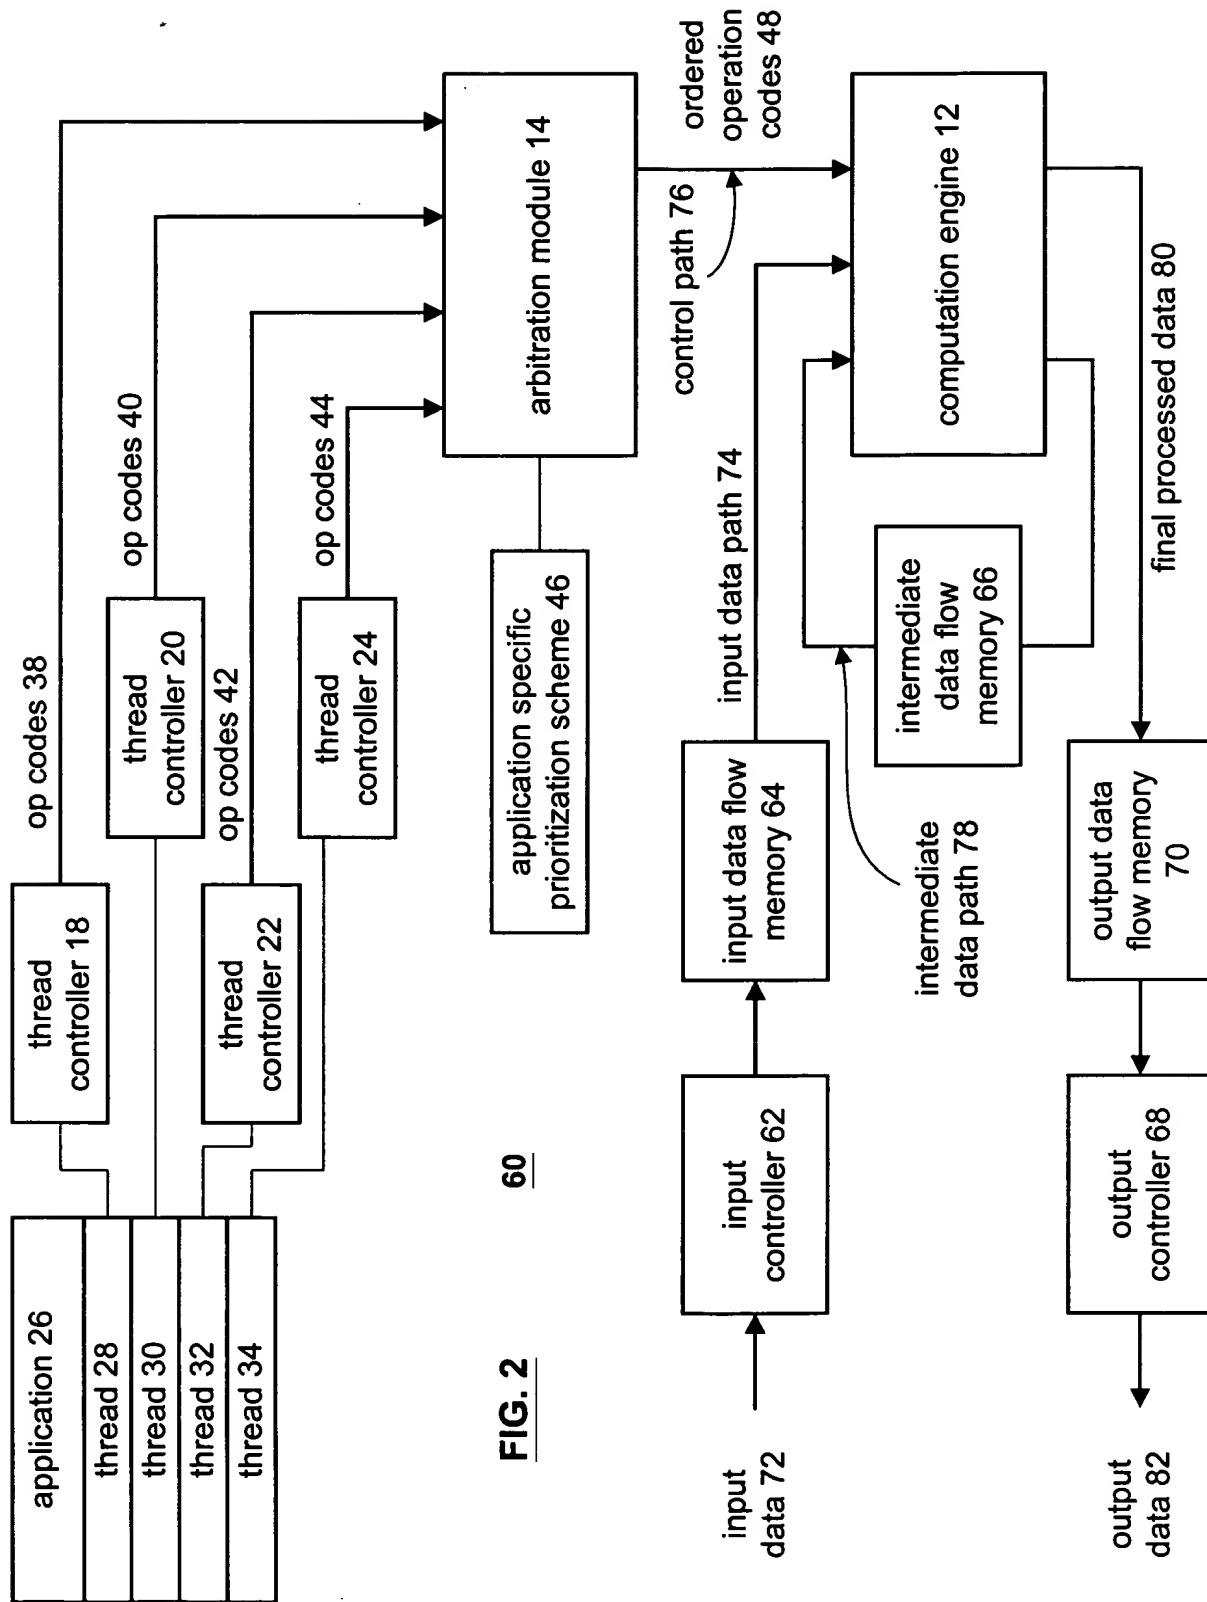 application 26
thread 28
thread 30
thread 32
thread 34
thread
controller 18
op codes 38
thread
controller 20
op codes 40
thread
controller 22
op codes 42
thread
controller 24
op codes 44
arbitration module 14
application specific
prioritization scheme 46
FIG. 2
60
ordered
operation
codes 48
control path 76
input
data 72
input
controller 62
input data flow
memory 64
input data path 74
computation engine 12
intermediate
data flow
memory 66
intermediate
data path 78
final processed data 80
output data
flow memory
70
output
controller 68
output
data 82